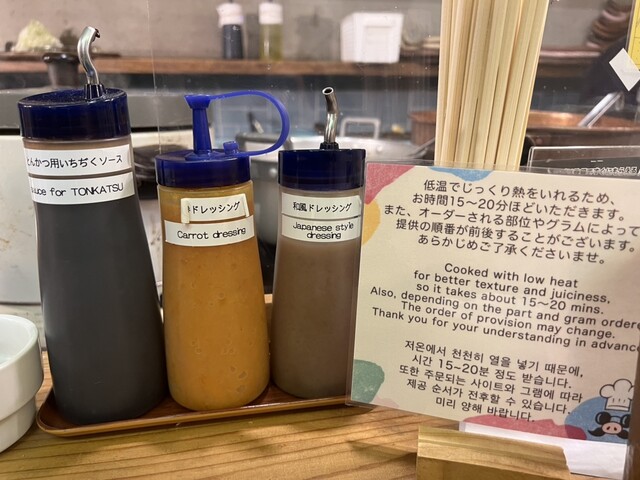 とんかつ用いちぢくソース
Sauce for TONKATSU
ドレッシング
Carrot dressing
和風ドレッシング
Japanese style
dressing
低温でじっくり熱をいれるため、
お時間15〜20分ほどいただきます。
また、オーダーされる部位やグラムによって
提供の順番が前後することがございます。
あらかじめご了承くださいませ。
Cooked with low heat
for better texture and juiciness,
so it takes about 15〜20 mins.
Also, depending on the part and gram ordere
The order of provision may change.
Thank you for your understanding in advance
저온에서 천천히 열을 넣기 때문에,
시간 15~20분 정도 받습니다.
또한 주문되는 사이트와 그램에 따라
제공 순서가 전후할 수 있습니다.
미리 양해 바랍니다.